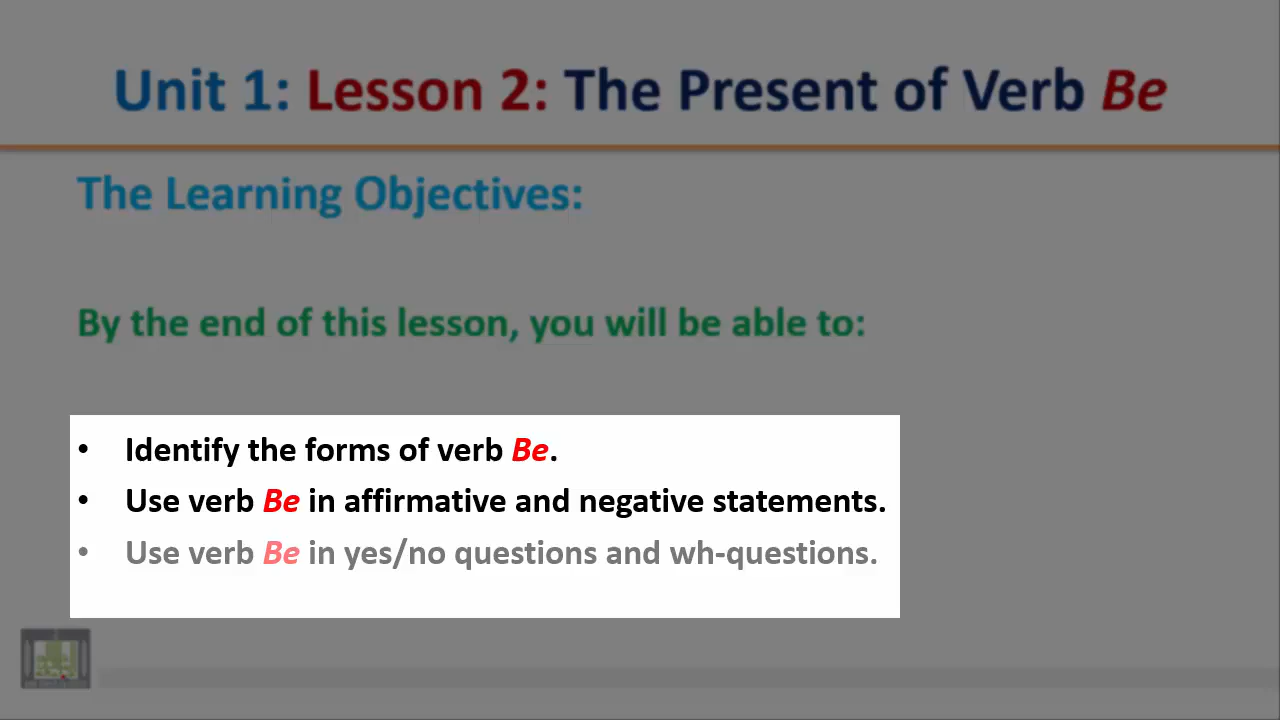 Unit 1: Lesson 2: The Present of Verb Be
The Learning Objectives:
By the end of this lesson, you will be able to:
• Identify the forms of verb Be.
• Use verb Be in affirmative and negative statements.
• Use verb Be in yes/no questions and wh-questions.